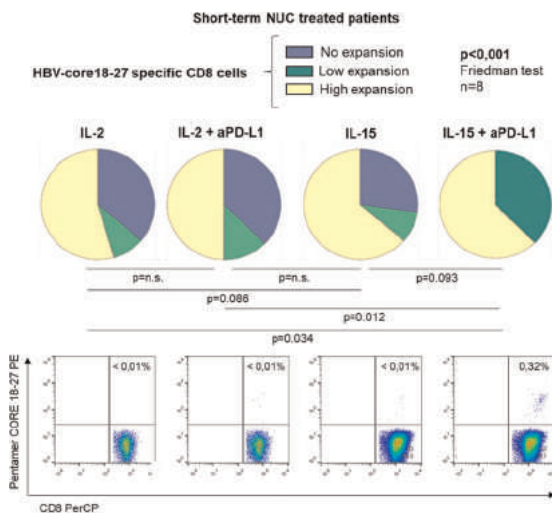 Short-term NUC treated patients
HBV-core18-27 specific CD8 cells
No expansion
Low expansion
High expansion
p<0,001
Friedman test
n=8
IL-2
IL-2 + aPD-L1
IL-15
IL-15 + aPD-L1
p=n.s.
p=n.s.
p=0.093
p=0.086
p=0.012
p=0.034
Pentamer CORE 18-27 PE
< 0,01%
< 0,01%
< 0,01%
0,32%
CD8 PerCP